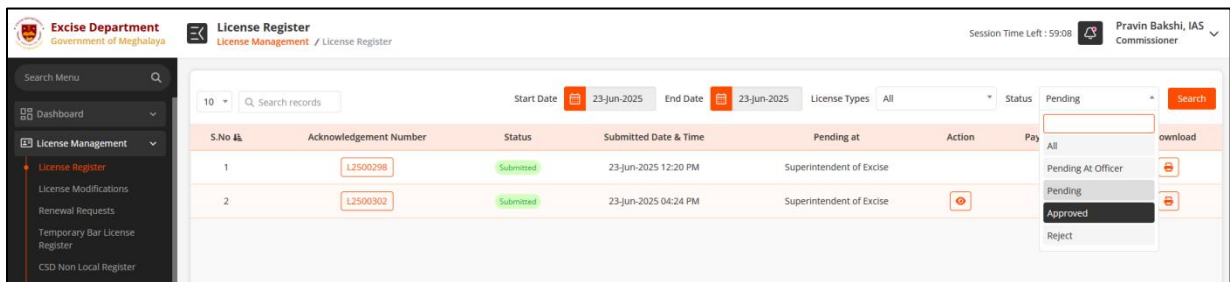 Excise Department
Government of Meghalaya
License Register
License Management / License Register
Session Time Left : 59:08
Pravin Bakshi, IAS
Commissioner
Search Menu
Dashboard
License Management
License Register
License Modifications
Renewal Requests
Temporary Bar License
Register
CSD Non Local Register
10 Search records Start Date 23-Jun-2025 End Date 23-Jun-2025 License Types All Status Pending Search
S.No Acknowledgement Number Status Submitted Date & Time Pending at Action Pay ownload
1 L2500298 Submitted 23-Jun-2025 12:20 PM Superintendent of Excise
2 L2500302 Submitted 23-Jun-2025 04:24 PM Superintendent of Excise
All
Pending At Officer
Pending
Approved
Reject